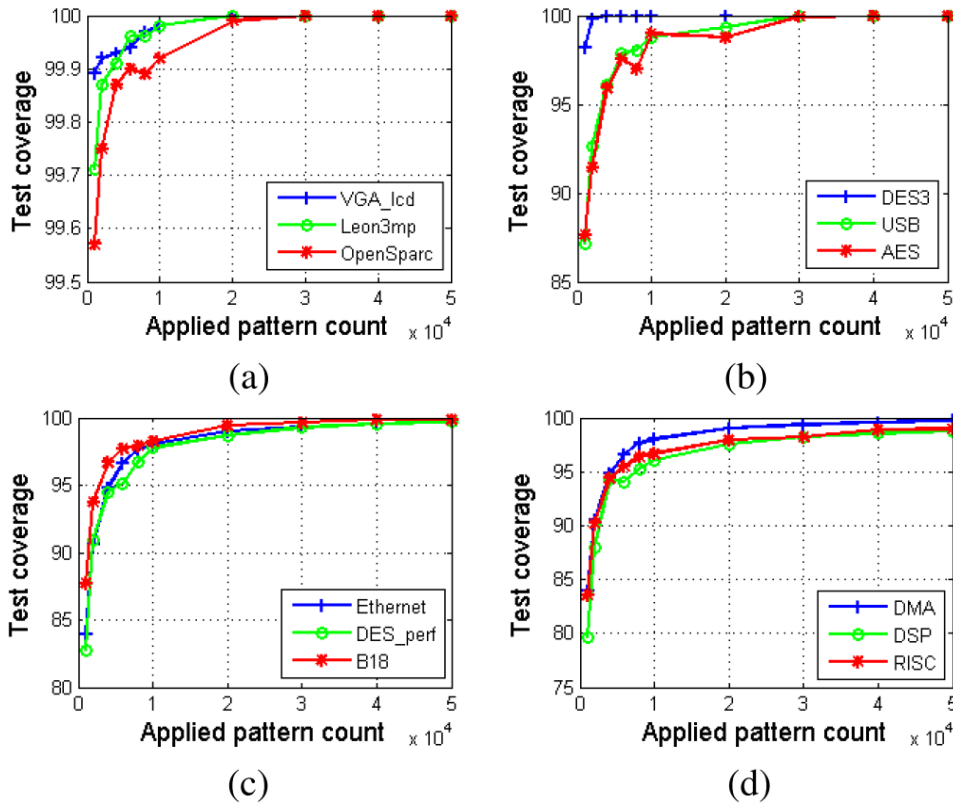 100
99.9
99.8
99.7
99.6
99.5
Test coverage
0 1 2 3 4 5
Applied pattern count × 10^4
VGA_lcd
Leon3mp
OpenSparc
(a)
100
95
90
85
Test coverage
0 1 2 3 4 5
Applied pattern count × 10^4
DES3
USB
AES
(b)
100
95
90
85
80
Test coverage
0 1 2 3 4 5
Applied pattern count × 10^4
Ethernet
DES_perf
B18
(c)
100
95
90
85
80
75
Test coverage
0 1 2 3 4 5
Applied pattern count × 10^4
DMA
DSP
RISC
(d)